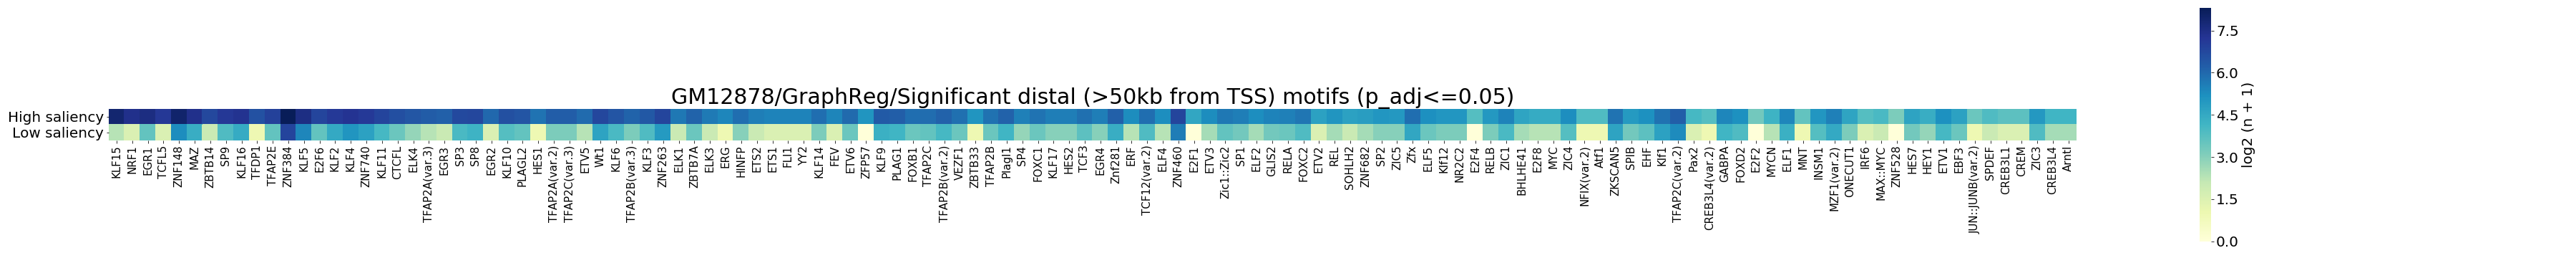 GM12878/GraphReg/Significant distal (>50kb from TSS) motifs (p_adj<=0.05)
High saliency
Low saliency
KLF15
NRF1
EGR1
TCFL5
ZNF148
MAZ
ZBTB14
SP9
KLF16
TFDP1
TFAP2E
ZNF384
KLF5
E2F6
KLF2
KLF4
ZNF740
KLF11
CTCFL
ELK4
TFAP2A(var.3)
EGR3
SP3
SP8
EGR2
KLF10
PLAGL2
HES1
TFAP2A(var.2)
TFAP2C(var.3)
ETV5
Wt1
KLF6
TFAP2B(var.3)
KLF3
ZNF263
ELK1
ZBTB7A
ELK3
ERG
HINFP
ETS2
ETS1
FLI1
YY2
KLF14
FEV
ETV6
ZFP57
KLF9
PLAG1
FOXB1
TFAP2C
TFAP2B(var.2)
VEZF1
ZBTB33
TFAP2B
Plagl1
SP4
FOXC1
KLF17
HES2
TCF3
EGR4
Znf281
ERF
TCF12(var.2)
ELF4
ZNF460
E2F1
ETV3
Zic1::Zic2
SP1
ELF2
GLIS2
RELA
FOXC2
ETV2
REL
SOHLH2
ZNF682
SP2
ZIC5
Zfx
ELF5
Klf12
NR2C2
E2F4
RELB
ZIC1
BHLHE41
E2F8
MYC
ZIC4
NFIX(var.2)
Atf1
ZKSCAN5
SPIB
EHF
Klf1
TFAP2C(var.2)
Pax2
CREB3L4(var.2)
GABPA
FOXD2
E2F2
MYCN
ELF1
MNT
INSM1
MZF1(var.2)
ONECUT1
IRF6
MAX::MYC
ZNF528
HES7
HEY1
ETV1
EBF3
JUN::JUNB(var.2)
SPDEF
CREB3L1
CREM
ZIC3
CREB3L4
Arntl
7.5
6.0
4.5
3.0
1.5
0.0
log2 (n + 1)